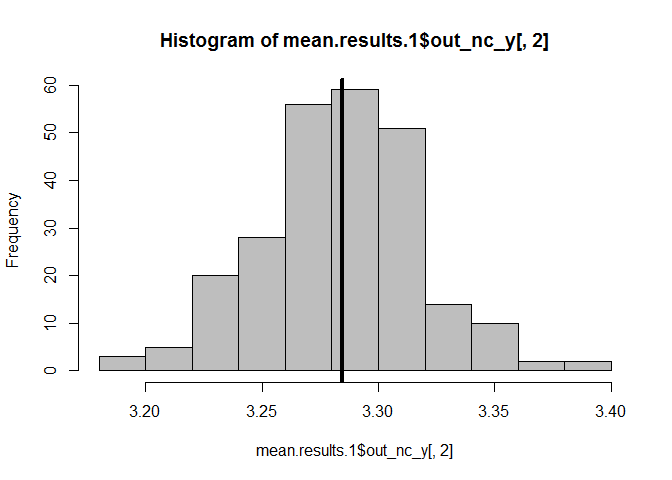 Histogram of mean.results.1$out_nc_y[, 2]
Frequency
60
50
40
30
20
10
0
3.20 3.25 3.30 3.35 3.40
mean.results.1$out_nc_y[, 2]